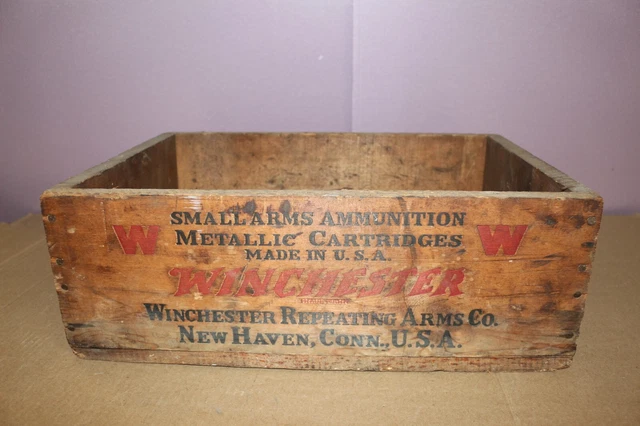 SMALL ARMS AMMUNITION
W METALLIC CARTRIDGES W
MADE IN U.S.A.
WINCHESTER
WINCHESTER REPEATING ARMS CO.
NEW HAVEN, CONN., U.S.A.